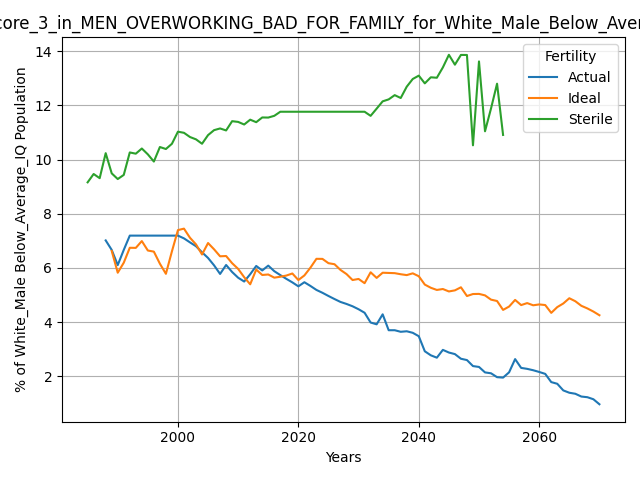 core_3_in_MEN_OVERWORKING_BAD_FOR_FAMILY_for_White_Male_Below_Aver
% of White_Male Below_Average_IQ Population
14
12
10
8
6
4
2
2000
2020
2040
2060
Years
Fertility
Actual
Ideal
Sterile